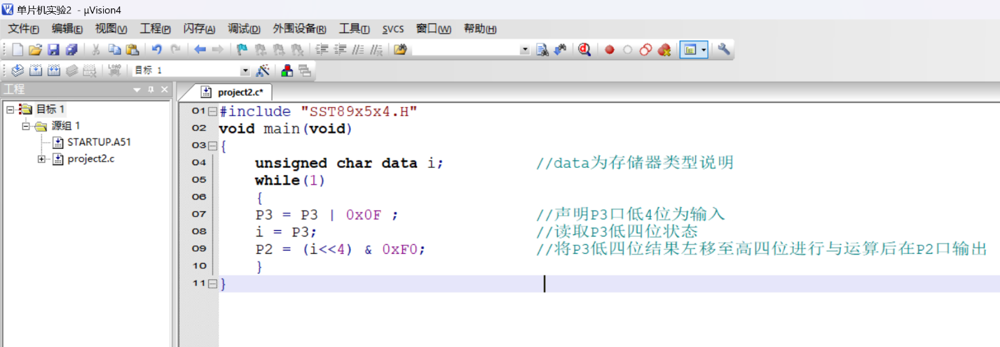 单片机实验2 - µVision4
文件(F) 编辑(E) 视图(V) 工程(P) 闪存(A) 调试(D) 外围设备(R) 工具(T) SVCS 窗口(W) 帮助(H)
LOAD 目标 1
工程
project2.c*
目标 1
源组 1
STARTUP.A51
project2.c
01 #include "SST89x5x4.H"
02 void main(void)
03 {
04 unsigned char data i; //data为存储器类型说明
05 while(1)
06 {
07 P3 = P3 | 0x0F ; //声明P3口低4位为输入
08 i = P3; //读取P3低四位状态
09 P2 = (i<<4) & 0xF0; //将P3低四位结果左移至高四位进行与运算后在P2口输出
10 }
11 }